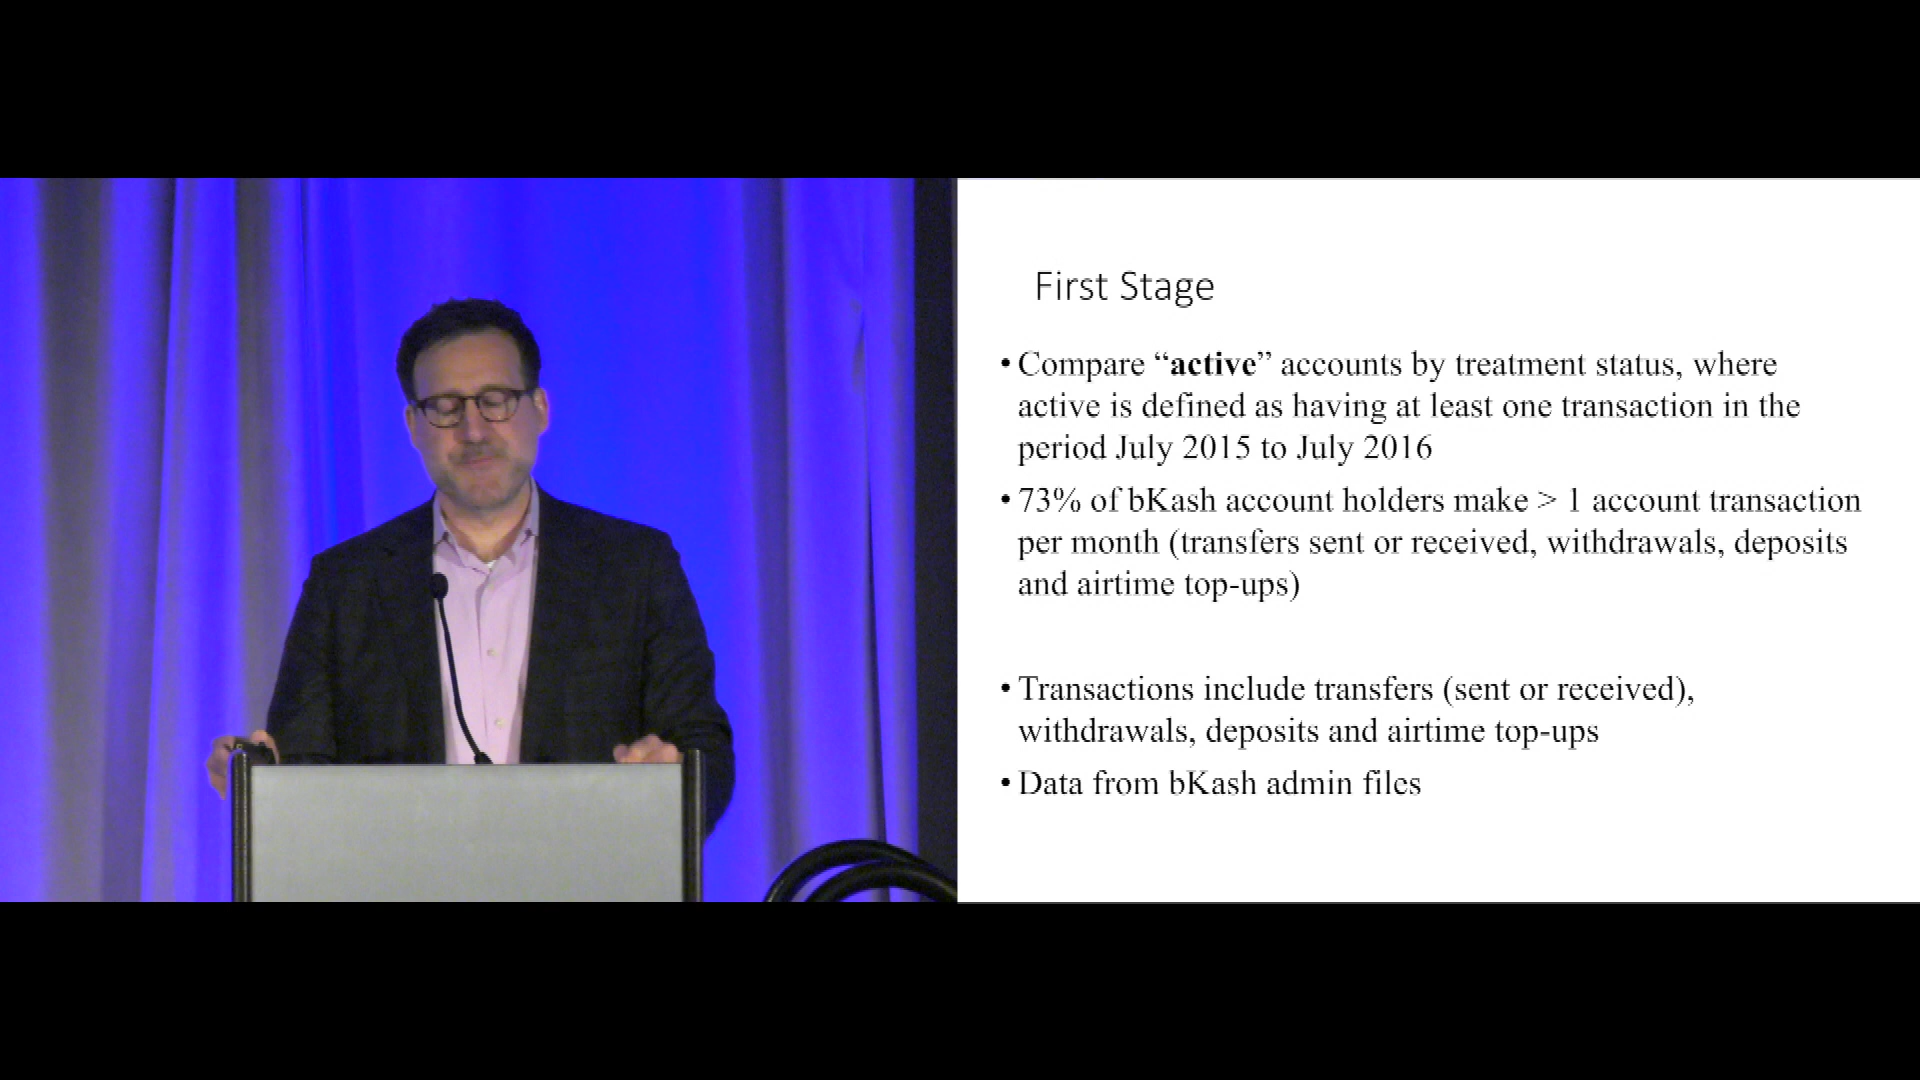 First Stage
• Compare “active” accounts by treatment status, where
active is defined as having at least one transaction in the
period July 2015 to July 2016
• 73% of bKash account holders make > 1 account transaction
per month (transfers sent or received, withdrawals, deposits
and airtime top-ups)
• Transactions include transfers (sent or received),
withdrawals, deposits and airtime top-ups
• Data from bKash admin files